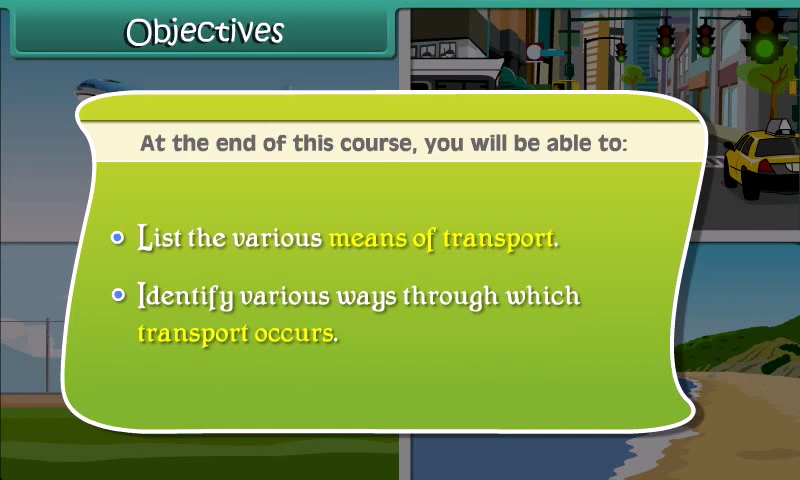 Objectives
At the end of this course, you will be able to:
List the various means of transport.
Identify various ways through which
transport occurs.